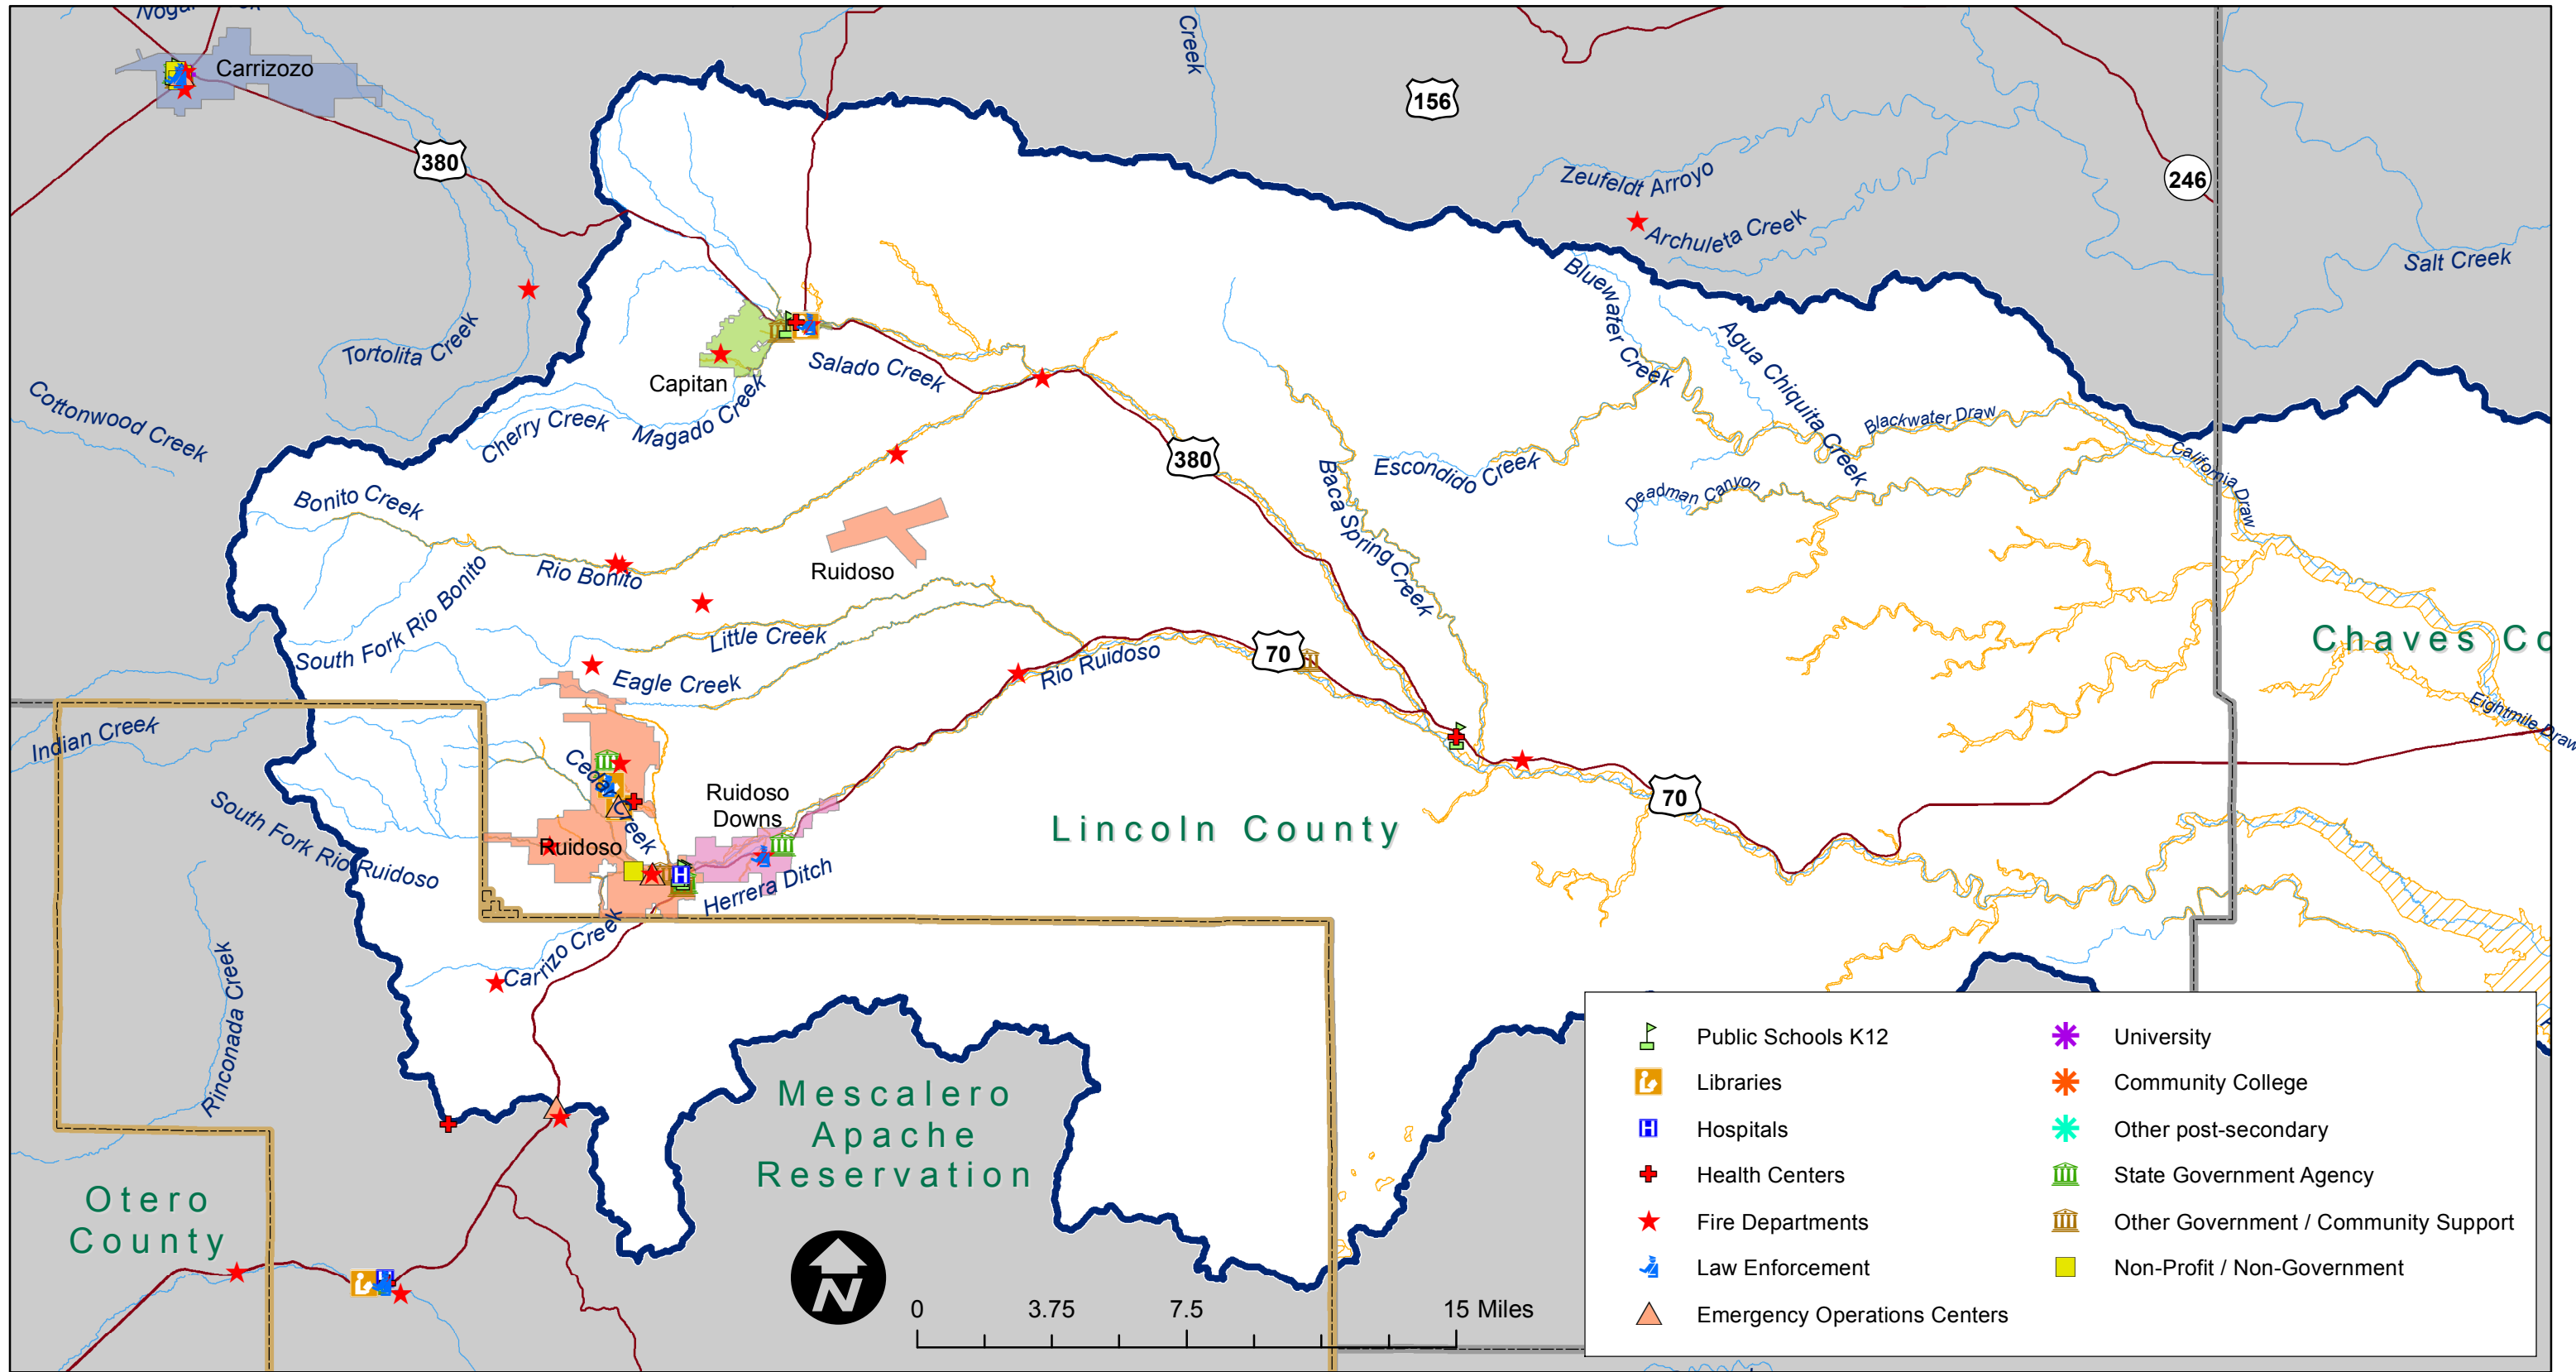 Carrizozo
Creek
156
380
Zeufeldt Arroyo
246
Archuleta Creek
Salt Creek
Bluewater Creek
Tortolita Creek
Agua Chiquita Creek
Salado Creek
Capitan
Cottonwood Creek
Cherry Creek
Magado Creek
Blackwater Draw
California Draw
380
Escondido Creek
Baca Spring Creek
Deadman Canyon
Bonito Creek
Rio Bonito
Ruidoso
South Fork Rio Bonito
Little Creek
Rio Ruidoso
70
Chaves Co
Eagle Creek
Eightmile Draw
Indian Creek
Cedar Creek
Ruidoso
Downs
70
South Fork Rio Ruidoso
Ruidoso
Lincoln County
Herrera Ditch
Carrizo Creek
Rinconada Creek
Mescalero
Apache
Reservation
Otero
County
N
0 3.75 7.5 15 Miles
Public Schools K12
Libraries
H Hospitals
Health Centers
Fire Departments
Law Enforcement
Emergency Operations Centers
University
Community College
Other post-secondary
State Government Agency
Other Government / Community Support
Non-Profit / Non-Government